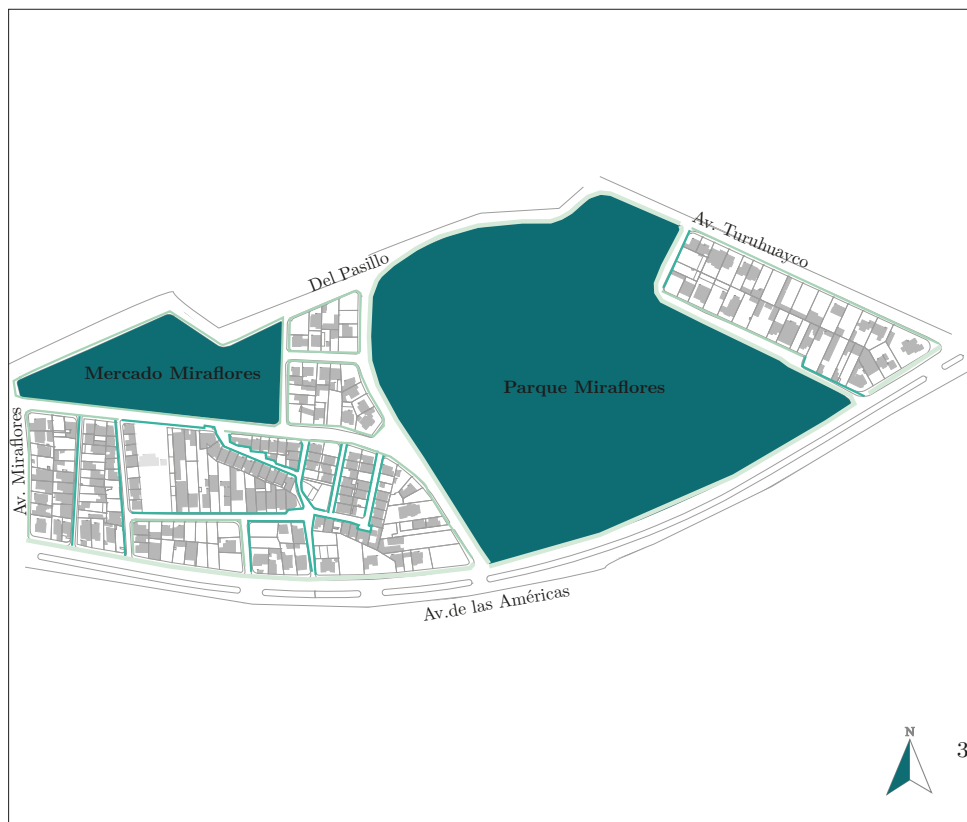 Av. Turuhuayco
Del Pasillo
Mercado Miraflores
Parque Miraflores
Av. Miraflores
Av.de las Américas
N
3